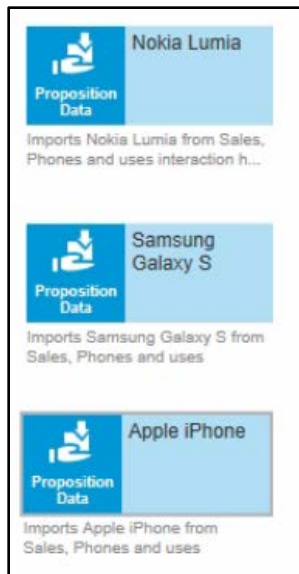 Nokia Lumia
Proposition
Data
Imports Nokia Lumia from Sales,
Phones and uses interaction h...
Samsung
Galaxy S
Proposition
Data
Imports Samsung Galaxy S from
Sales, Phones and uses
Apple iPhone
Proposition
Data
Imports Apple iPhone from
Sales, Phones and uses